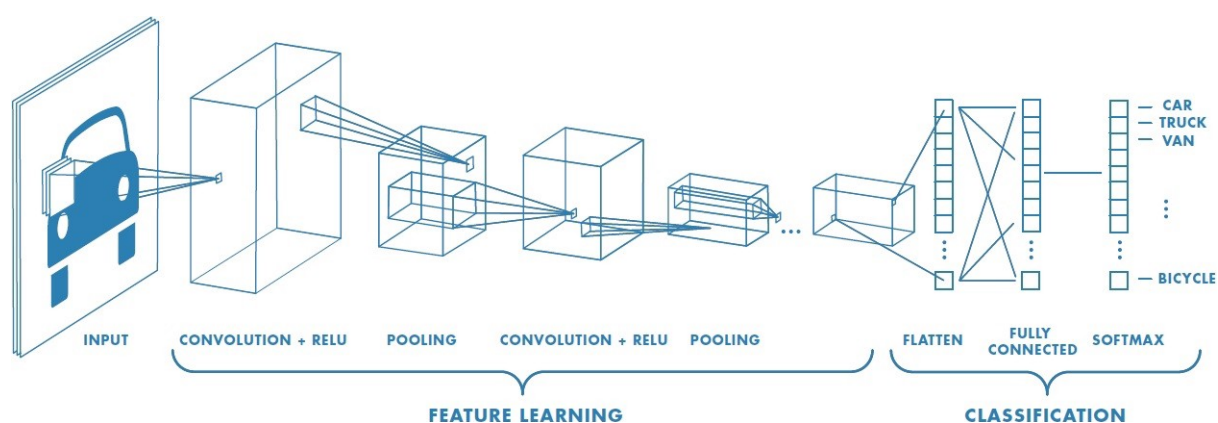 CAR
TRUCK
VAN
BICYCLE
INPUT
CONVOLUTION + RELU
POOLING
CONVOLUTION + RELU
POOLING
FLATTEN
FULLY
CONNECTED
SOFTMAX
FEATURE LEARNING
CLASSIFICATION